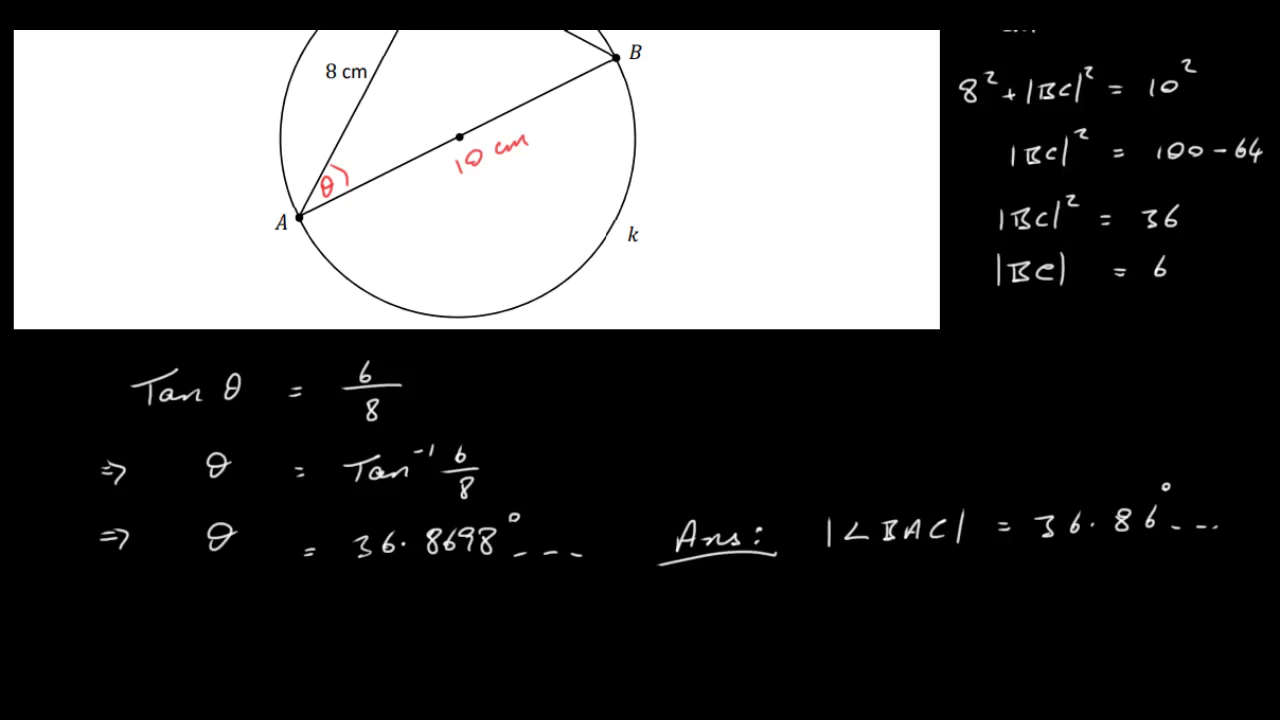 B
8 cm
10 cm
θ
A
k
8² + |BC|² = 10²
|BC|² = 100 - 64
|BC|² = 36
|BC| = 6
Tan θ = 6/8
⇒ θ = Tan⁻¹ 6/8
⇒ θ = 36.8698° ---
Ans: |∠BAC| = 36.86° ---